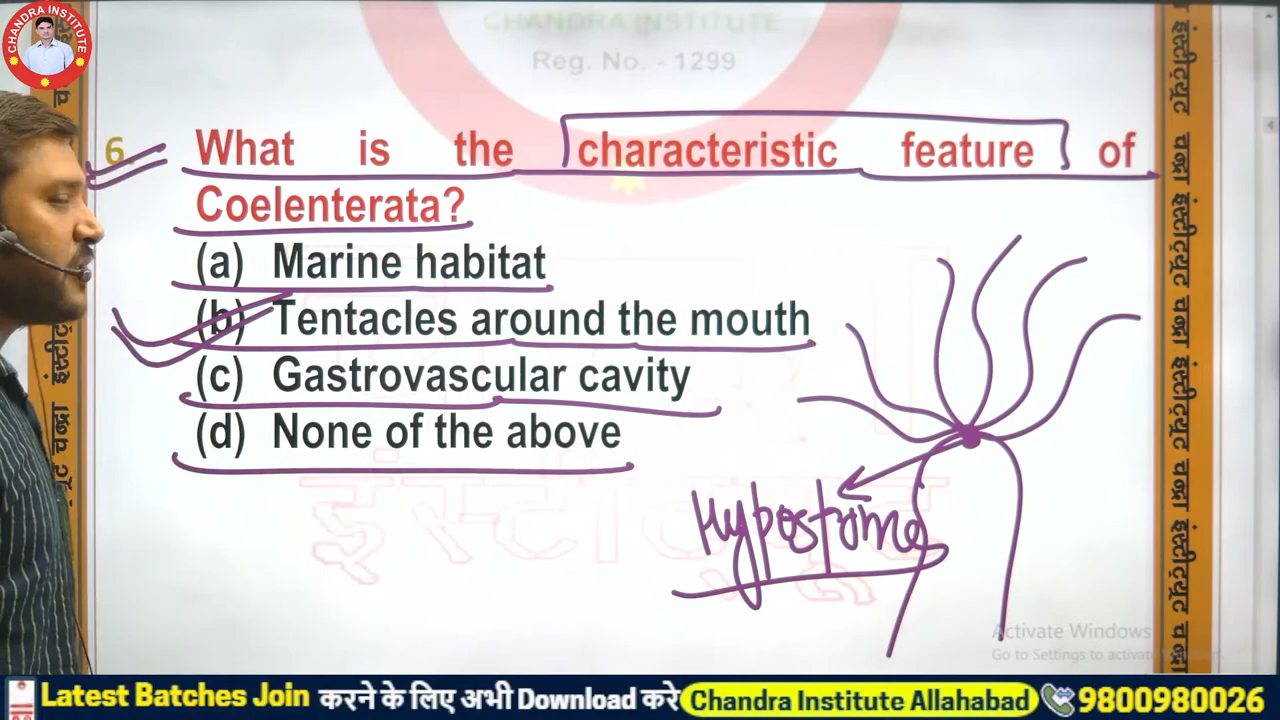 CHANDRA INSTITUTE
CHANDRA INSTITUTE
Reg. No. - 1299
6. What is the characteristic feature of
Coelenterata?
(a) Marine habitat
(b) Tentacles around the mouth
(c) Gastrovascular cavity
(d) None of the above
Hypostome
इंस्टीट्यूट
चन्द्रा इंस्टीट्यूट चन्द्रा इंस्टीट्यूट
Activate Windows
Go to Settings to activate
Latest Batches Join करने के लिए अभी Download करे Chandra Institute Allahabad 9800980026